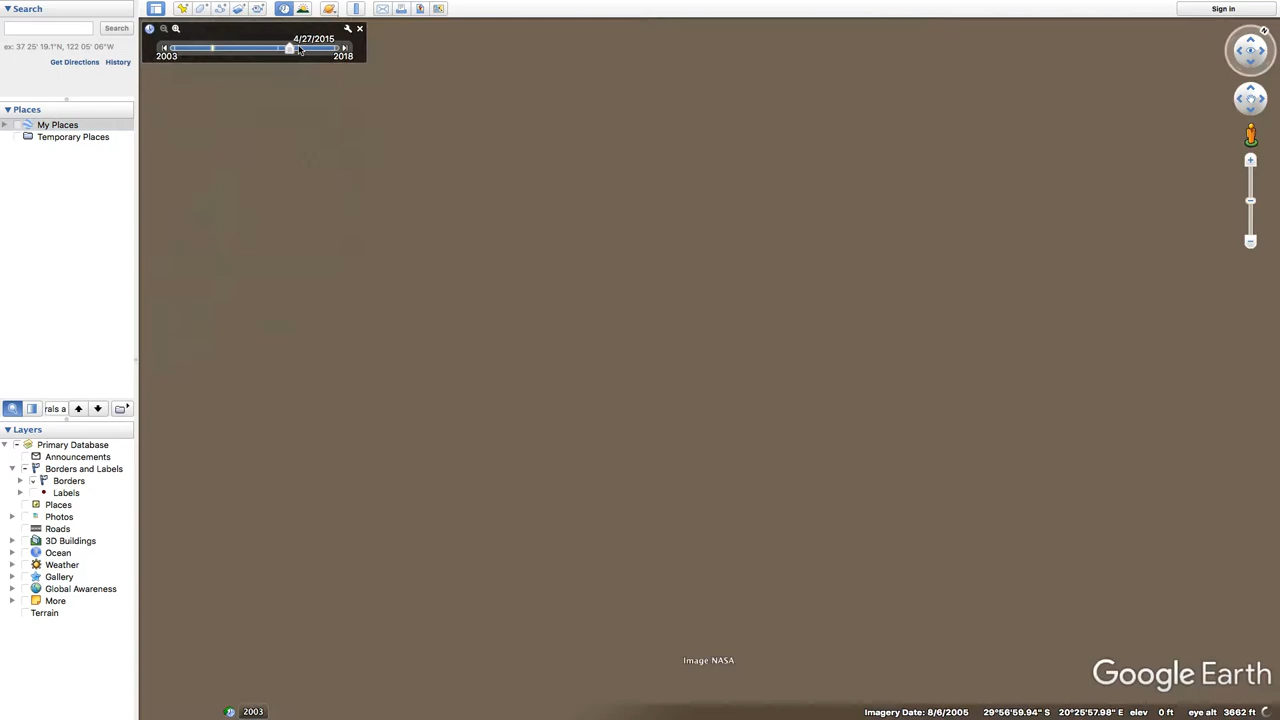 Search
Sign in
Search
ex: 37 25' 19.1"N, 122 05' 06"W
Get Directions
History
4/27/2015
2003
2018
Places
My Places
Temporary Places
rals a
Layers
Primary Database
Announcements
Borders and Labels
Borders
Labels
Places
Photos
Roads
3D Buildings
Ocean
Weather
Gallery
Global Awareness
More
Terrain
Image NASA
Google Earth
2003
Imagery Date: 8/6/2005 29°56'59.94" S 20°25'57.98" E elev 0 ft eye alt 3662 ft